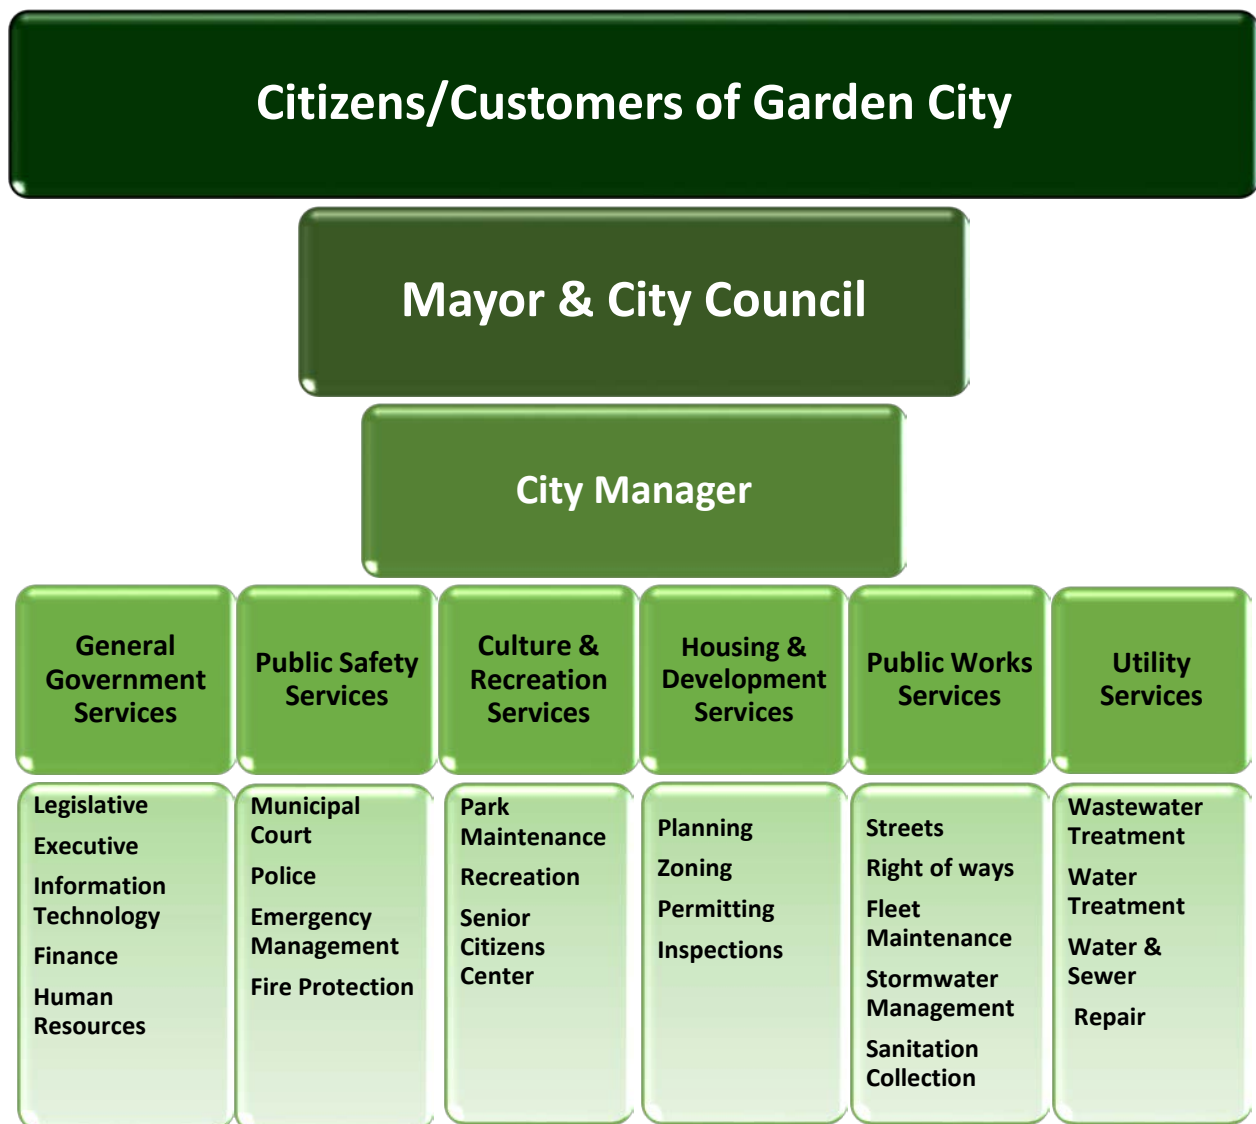 Citizens/Customers of Garden City
Mayor & City Council
City Manager
General
Government
Services
Public Safety
Services
Culture &
Recreation
Services
Housing &
Development
Services
Public Works
Services
Utility
Services
Legislative
Executive
Information
Technology
Finance
Human
Resources
Municipal
Court
Police
Emergency
Management
Fire Protection
Park
Maintenance
Recreation
Senior
Citizens
Center
Planning
Zoning
Permitting
Inspections
Streets
Right of ways
Fleet
Maintenance
Stormwater
Management
Sanitation
Collection
Wastewater
Treatment
Water
Treatment
Water &
Sewer
Repair